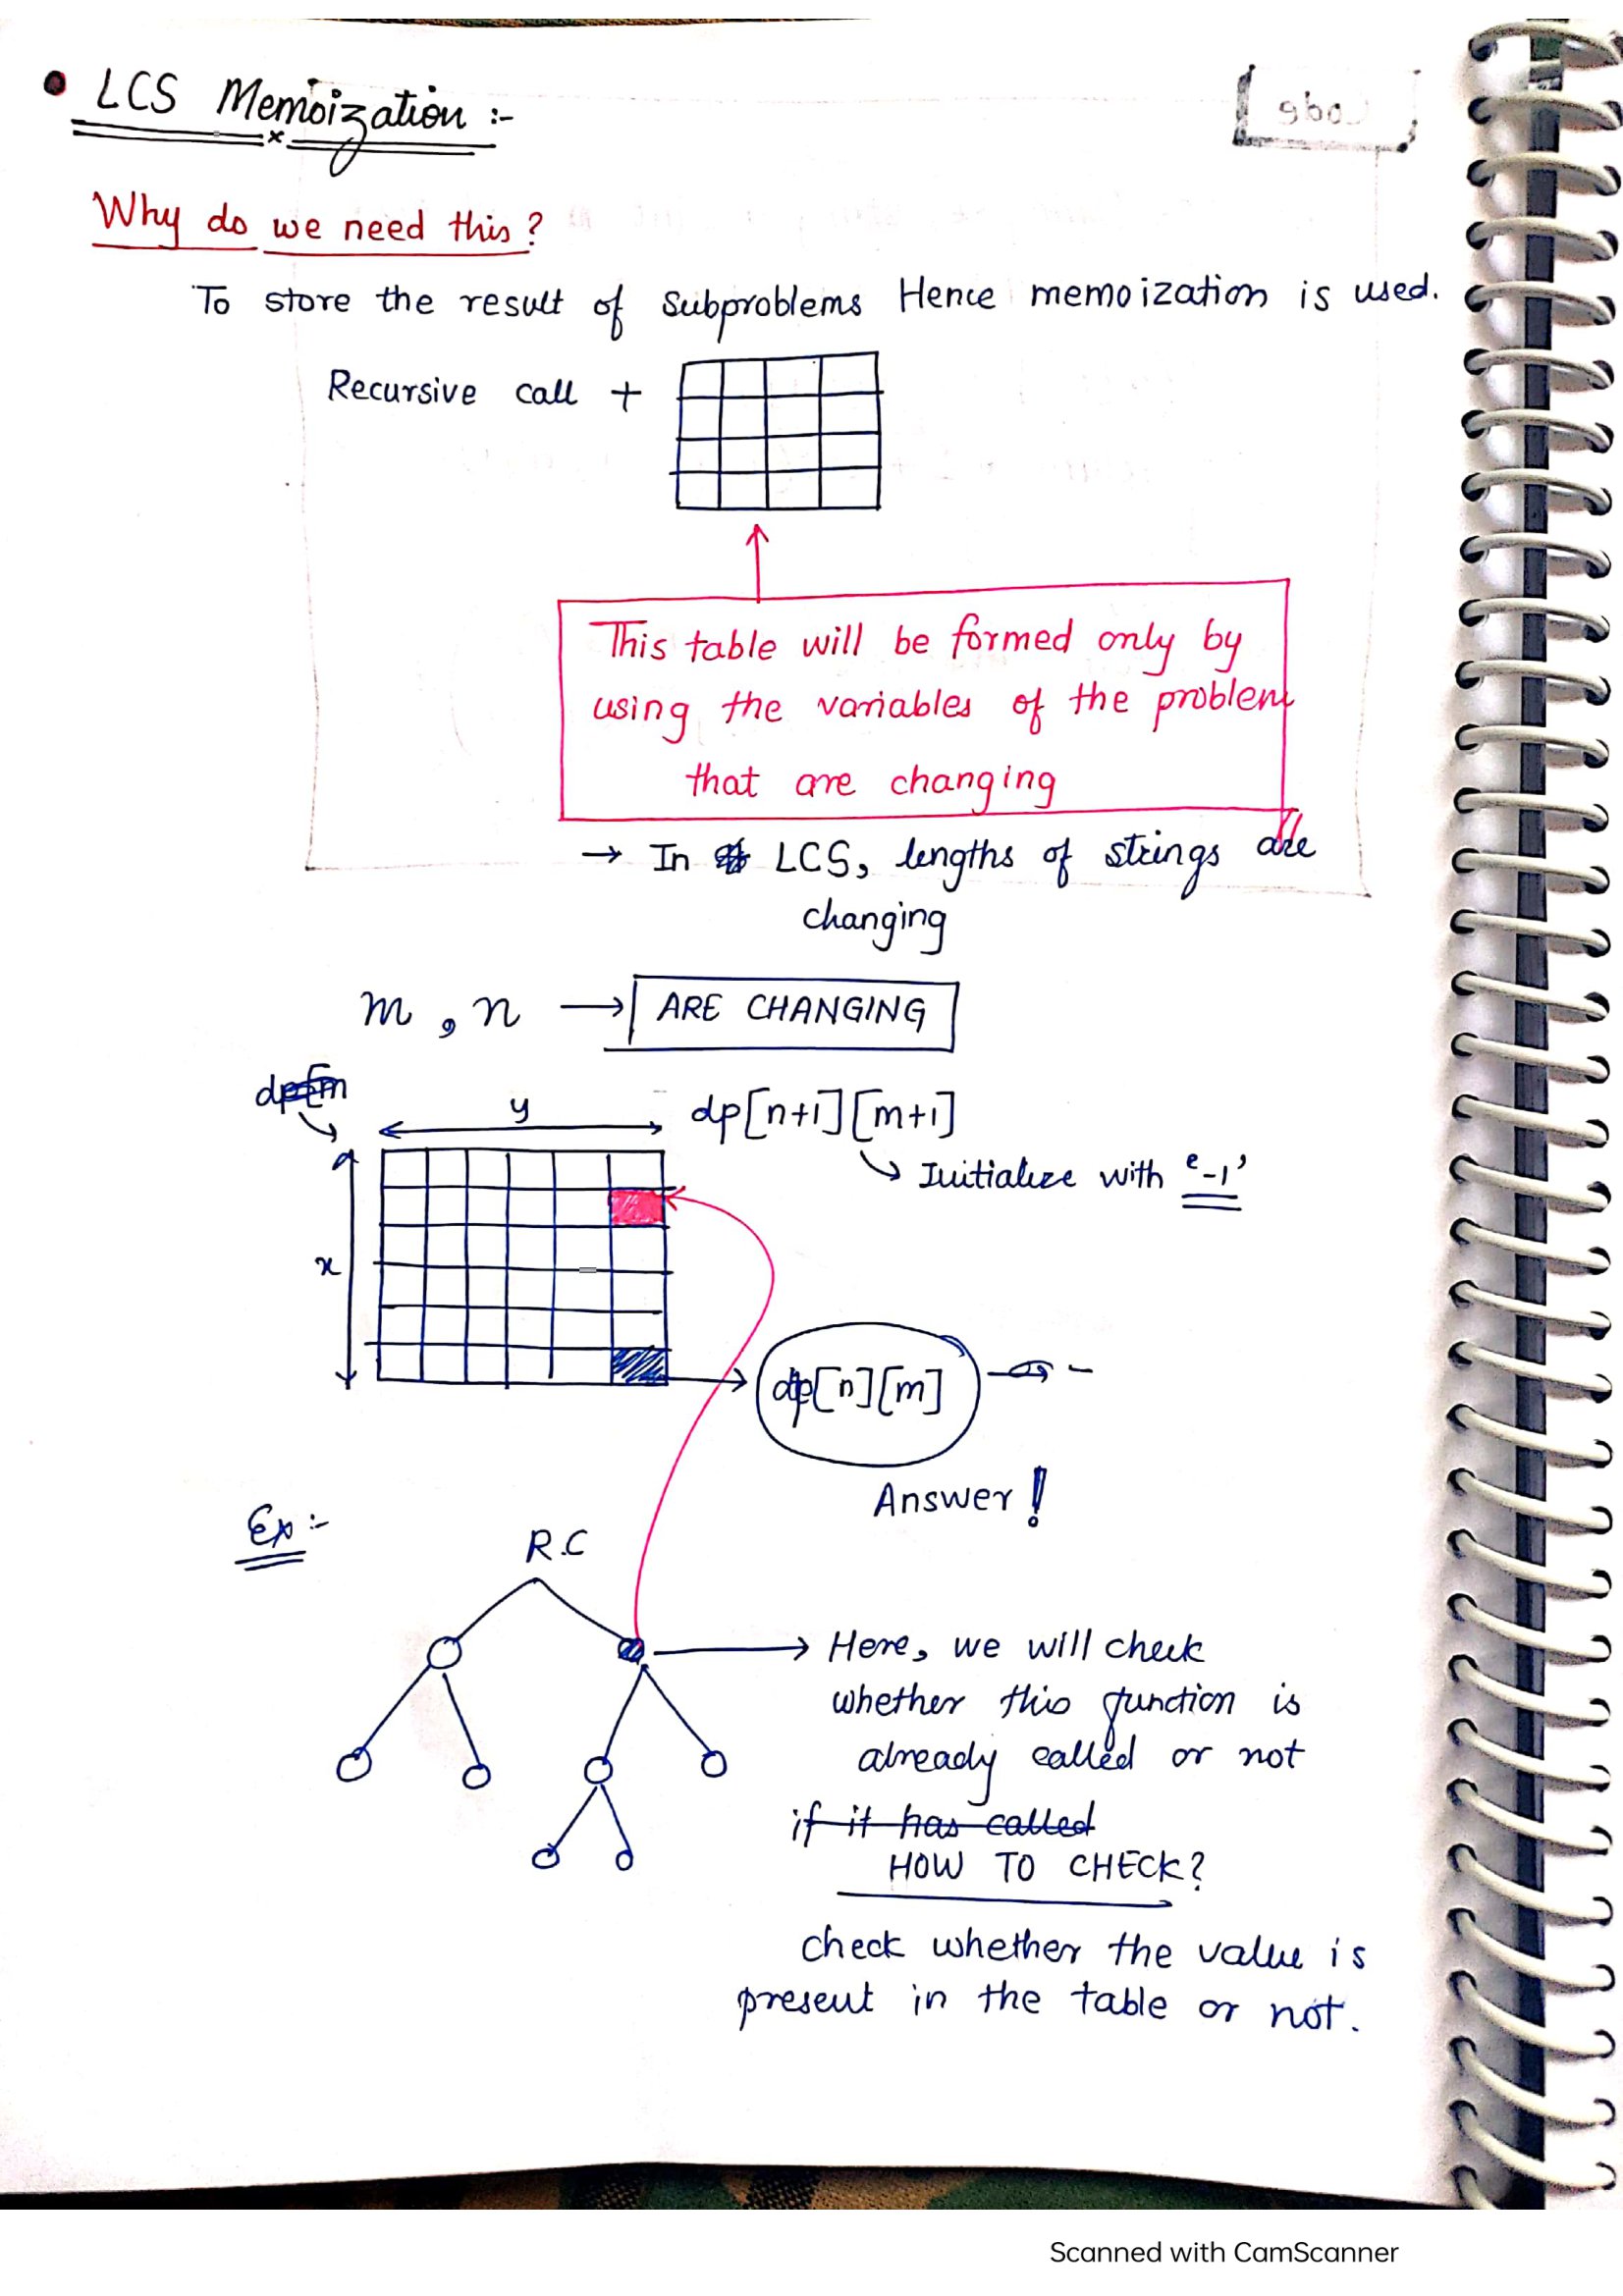 • LCS Memoization :-
Why do we need this?
To store the result of Subproblems Hence memoization is used.
Recursive call +
This table will be formed only by
using the variables of the problem
that are changing
→ In LCS, lengths of strings are
changing
m , n → ARE CHANGING
y
dp[n+1][m+1]
→ Initialize with '-1'
x
dp[n][m]
Answer!
Ex :-
R.C
→ Here, we will check
whether this function is
already called or not
if it has called
HOW TO CHECK?
check whether the value is
present in the table or not.
Scanned with CamScanner